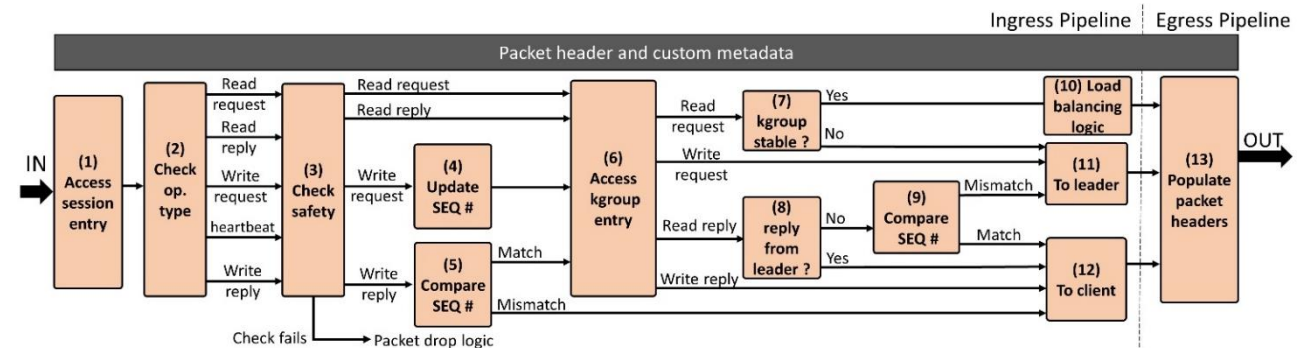 Ingress Pipeline
Egress Pipeline
Packet header and custom metadata
IN
(1)
Access
session
entry
(2)
Check
op.
type
Read
request
Read
reply
Write
request
heartbeat
Write
reply
(3)
Check
safety
Check fails
Packet drop logic
Read request
Read reply
Write
request
(4)
Update
SEQ #
Write
reply
(5)
Compare
SEQ #
Match
Mismatch
(6)
Access
kgroup
entry
Read
request
Write
request
Read reply
Write reply
(7)
kgroup
stable ?
Yes
No
(8)
reply
from
leader ?
No
Yes
(9)
Compare
SEQ #
Mismatch
Match
(10) Load
balancing
logic
(11)
To leader
(12)
To client
(13)
Populate
packet
headers
OUT